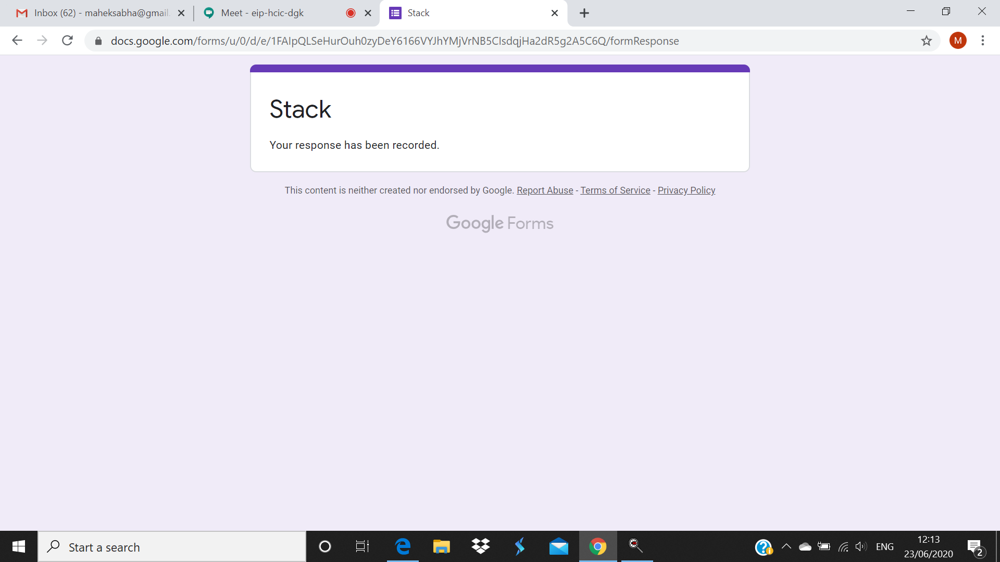 Inbox (62) - maheksabha@gmail.
Meet - eip-hcic-dgk
Stack
docs.google.com/forms/u/0/d/e/1FAIpQLSeHurOuh0zyDeY6166VYJhYMjVrNB5CIsdqjHa2dR5g2A5C6Q/formResponse
M
Stack
Your response has been recorded.
This content is neither created nor endorsed by Google. Report Abuse - Terms of Service - Privacy Policy
Google Forms
Start a search
ENG
12:13
23/06/2020
2